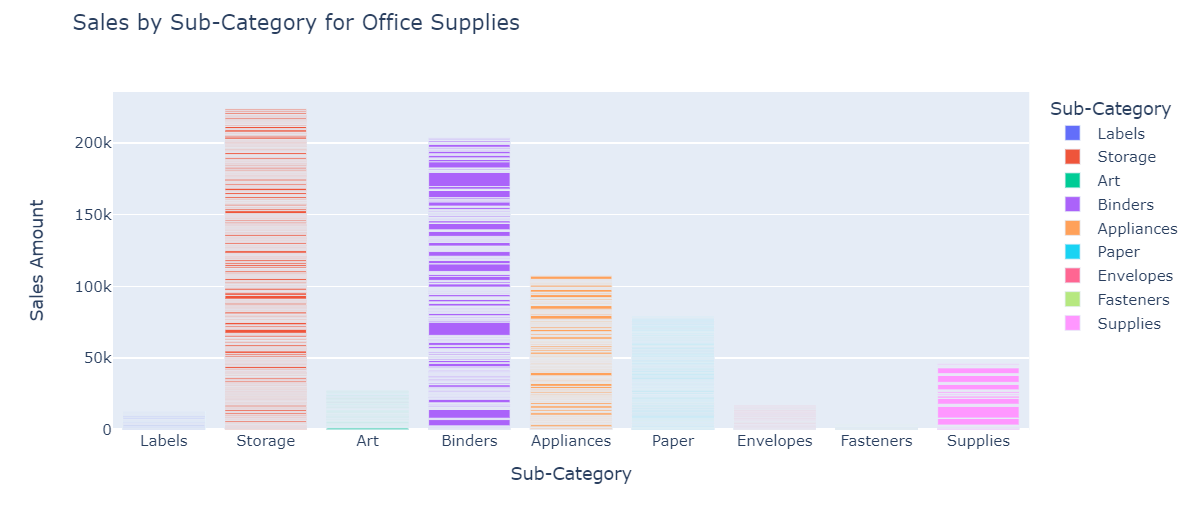 Sales by Sub-Category for Office Supplies
Sub-Category
Labels
Storage
Art
Binders
Appliances
Paper
Envelopes
Fasteners
Supplies
Sales Amount
200k
150k
100k
50k
0
Labels Storage Art Binders Appliances Paper Envelopes Fasteners Supplies
Sub-Category